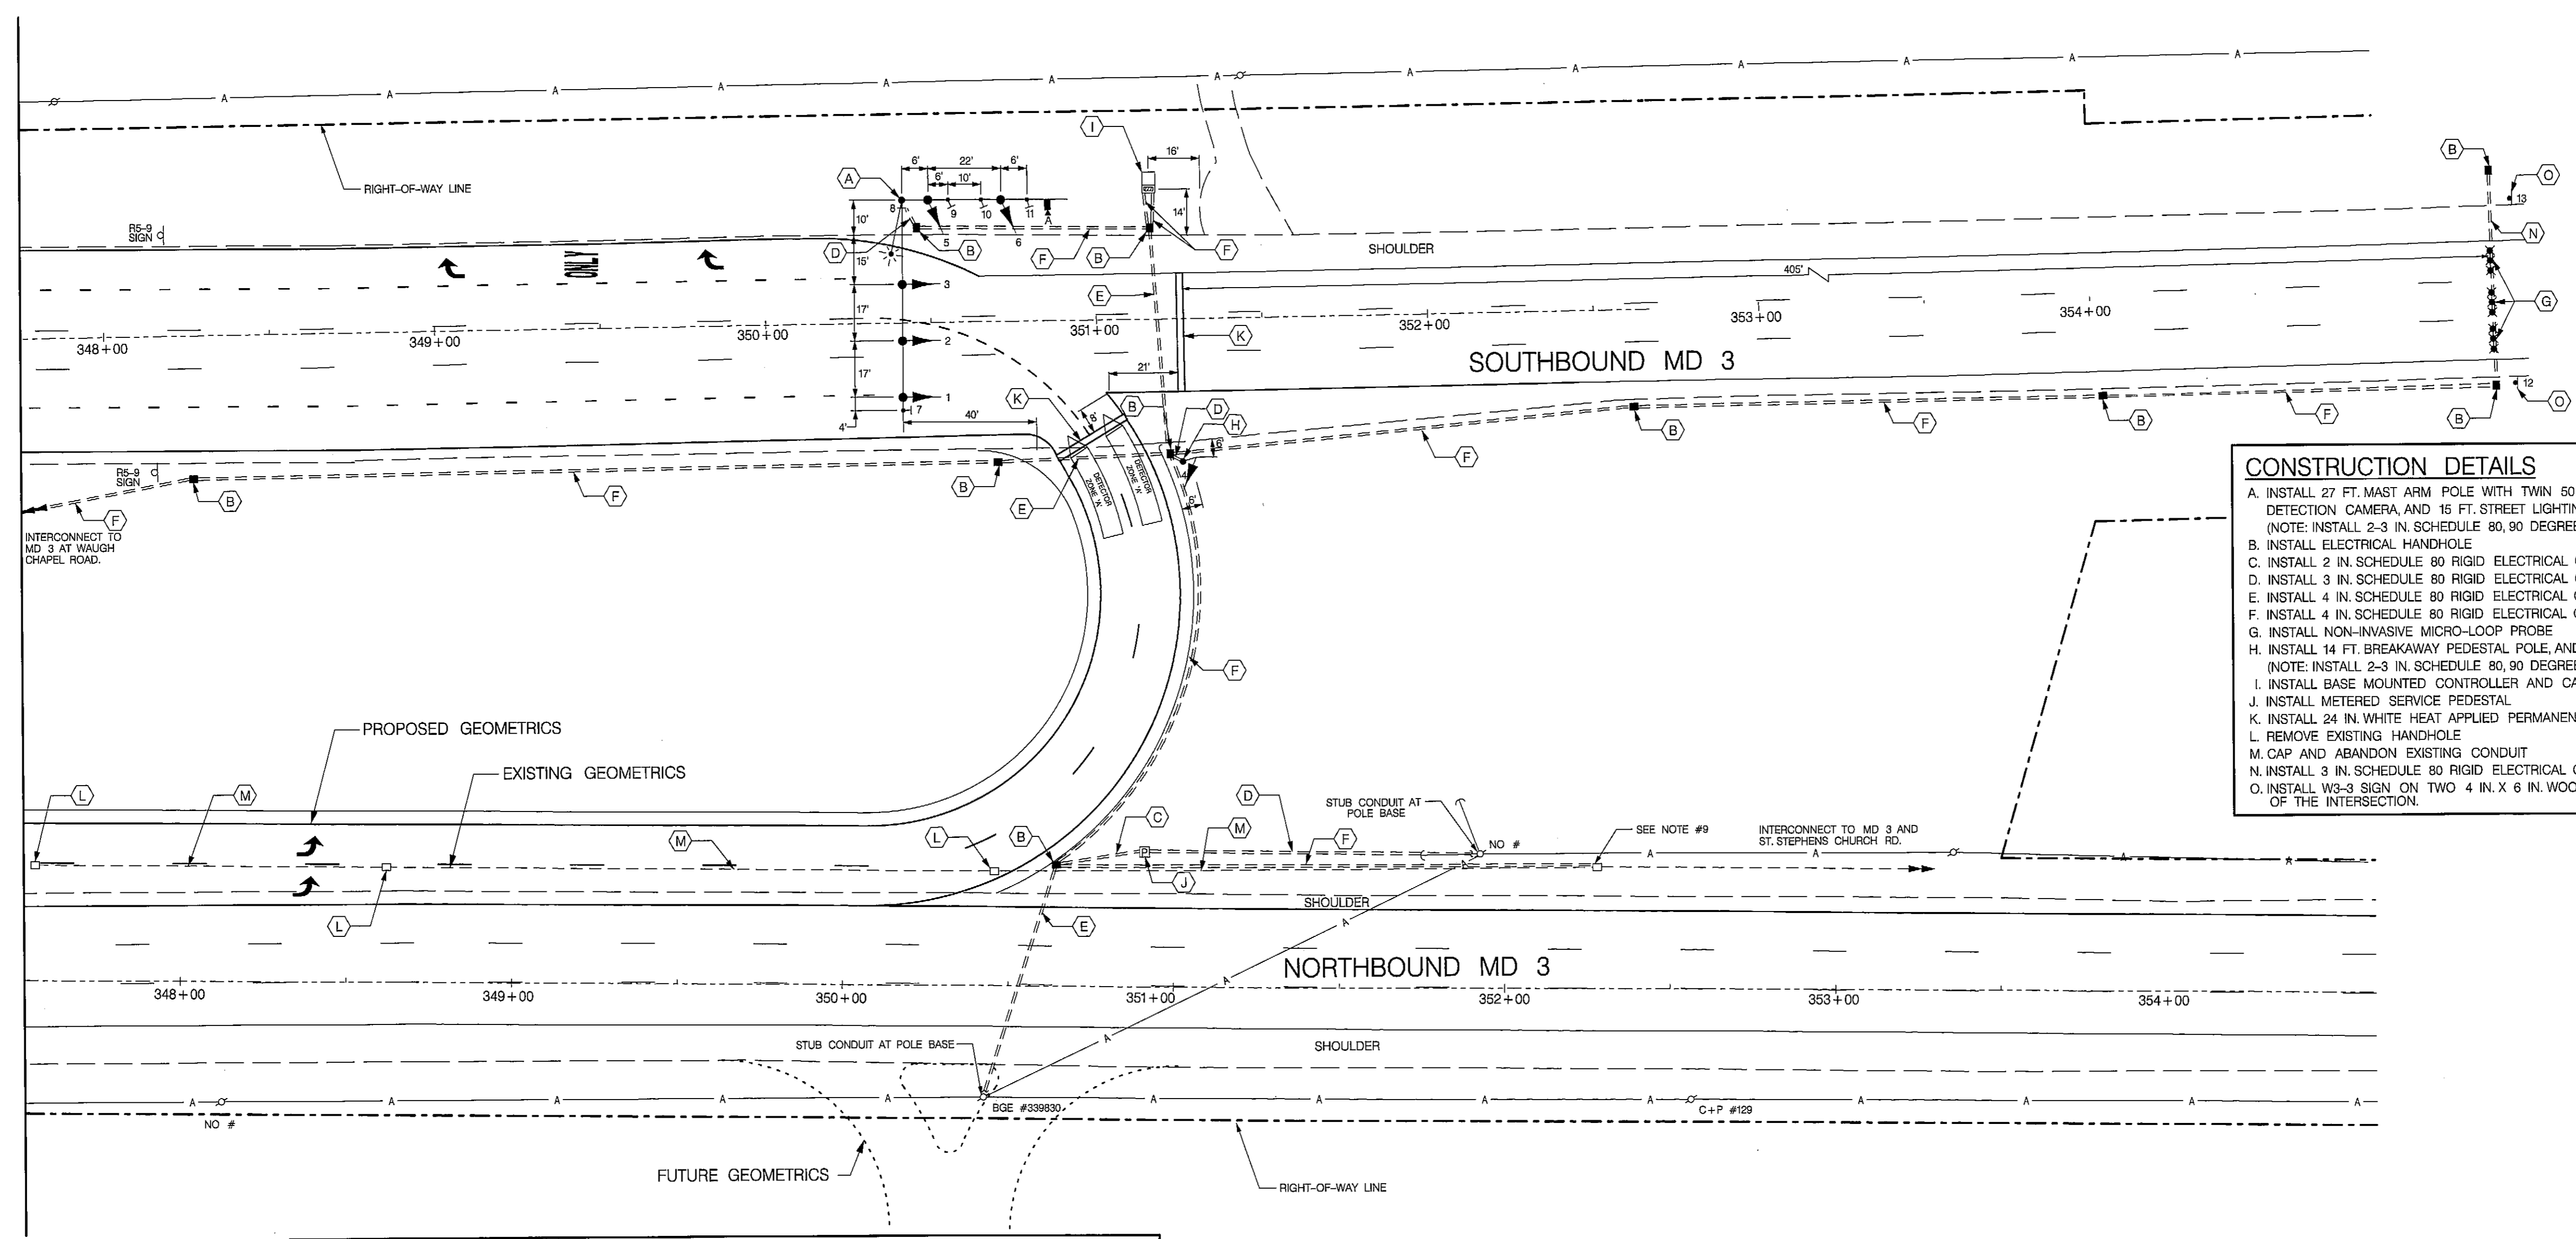 A A A A A A A A A A A A A
RIGHT-OF-WAY LINE
I
16'
14'
6' 22' 6'
6' 10'
A
8 9 10 11
A
10'
5 6
D
B
F
B
F
15'
3
17'
2
17'
1
7
4'
40'
R5-9
SIGN
ONLY
SHOULDER
405'
B
O
13
N
G
12
O
B
E
K
348+00 349+00 350+00 351+00 352+00 353+00 354+00
SOUTHBOUND MD 3
21'
K
8'
B
D
H
6'
4
6'
F
B
F
B
F
F
R5-9
SIGN
B
F
B
E
F
DETECTOR
ZONE 'A'
DETECTOR
ZONE 'A'
INTERCONNECT TO
MD 3 AT WAUGH
CHAPEL ROAD.
F
CONSTRUCTION DETAILS
A. INSTALL 27 FT. MAST ARM POLE WITH TWIN 50
DETECTION CAMERA, AND 15 FT. STREET LIGHTIN
(NOTE: INSTALL 2-3 IN. SCHEDULE 80, 90 DEGREE
B. INSTALL ELECTRICAL HANDHOLE
C. INSTALL 2 IN. SCHEDULE 80 RIGID ELECTRICAL
D. INSTALL 3 IN. SCHEDULE 80 RIGID ELECTRICAL
E. INSTALL 4 IN. SCHEDULE 80 RIGID ELECTRICAL
F. INSTALL 4 IN. SCHEDULE 80 RIGID ELECTRICAL
G. INSTALL NON-INVASIVE MICRO-LOOP PROBE
H. INSTALL 14 FT. BREAKAWAY PEDESTAL POLE, AND
(NOTE: INSTALL 2-3 IN. SCHEDULE 80, 90 DEGREE
I. INSTALL BASE MOUNTED CONTROLLER AND CA
J. INSTALL METERED SERVICE PEDESTAL
K. INSTALL 24 IN. WHITE HEAT APPLIED PERMANEN
L. REMOVE EXISTING HANDHOLE
M. CAP AND ABANDON EXISTING CONDUIT
N. INSTALL 3 IN. SCHEDULE 80 RIGID ELECTRICAL
O. INSTALL W3-3 SIGN ON TWO 4 IN. X 6 IN. WOO
OF THE INTERSECTION.
PROPOSED GEOMETRICS
EXISTING GEOMETRICS
L
M
L
M
L
B
C
D
M
F
P
J
E
STUB CONDUIT AT
POLE BASE
NO #
SEE NOTE #9
INTERCONNECT TO MD 3 AND
ST. STEPHENS CHURCH RD.
A A A A
SHOULDER
A A A A
NORTHBOUND MD 3
348+00 349+00 350+00 351+00 352+00 353+00 354+00
STUB CONDUIT AT POLE BASE
SHOULDER
A A A A A A A A A A A A A
NO #
BGE #339830
C+P #129
FUTURE GEOMETRICS
RIGHT-OF-WAY LINE